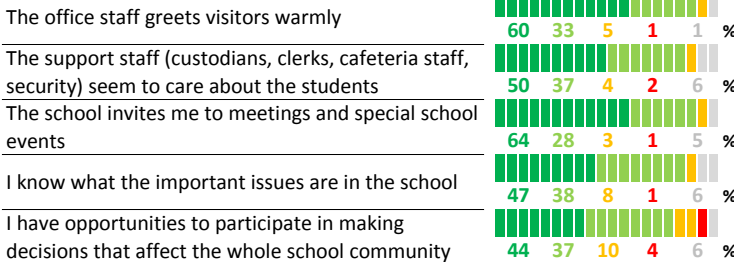 The office staff greets visitors warmly
60 33 5 1 1 %
The support staff (custodians, clerks, cafeteria staff,
security) seem to care about the students
50 37 4 2 6 %
The school invites me to meetings and special school
events
64 28 3 1 5 %
I know what the important issues are in the school
47 38 8 1 6 %
I have opportunities to participate in making
decisions that affect the whole school community
44 37 10 4 6 %